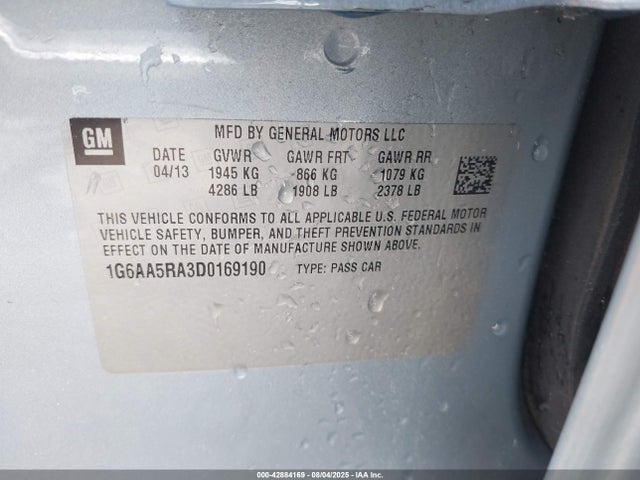 GM
MFD BY GENERAL MOTORS LLC
DATE GVWR GAWR FRT GAWR RR
04/13 1945 KG 866 KG 1079 KG
4286 LB 1908 LB 2378 LB
THIS VEHICLE CONFORMS TO ALL APPLICABLE U.S. FEDERAL MOTOR
VEHICLE SAFETY, BUMPER, AND THEFT PREVENTION STANDARDS IN
EFFECT ON THE DATE OF MANUFACTURE SHOWN ABOVE.
1G6AA5RA3D0169190 TYPE: PASS CAR
000-42884169 | 08/04/2025 | Copyright © IAA, Inc.